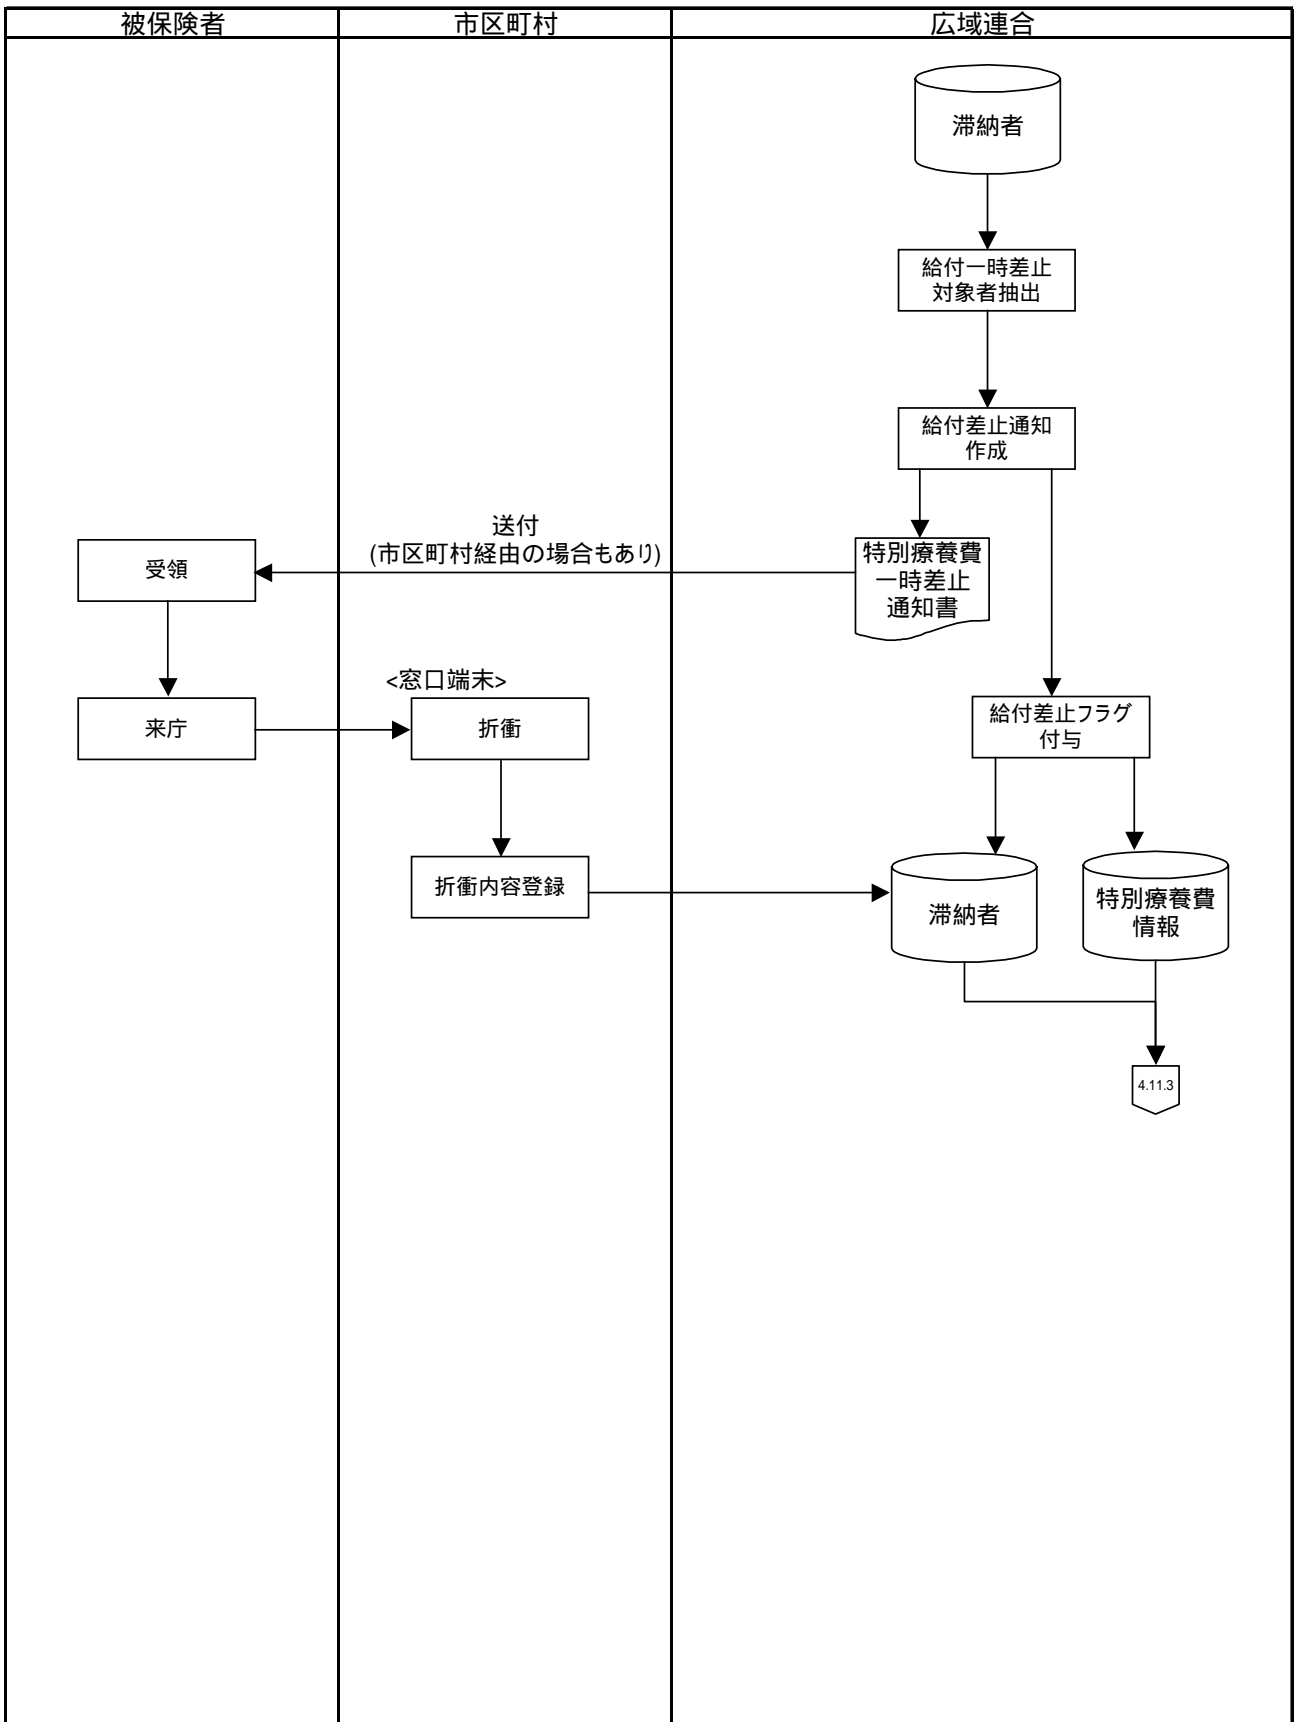 被保険者
市区町村
広域連合
滞納者
給付一時差止
対象者抽出
給付差止通知
作成
送付
(市区町村経由の場合もあり)
特別療養費
一時差止
通知書
受領
<窓口端末>
来庁
折衝
給付差止フラグ
付与
折衝内容登録
滞納者
特別療養費
情報
4.11.3